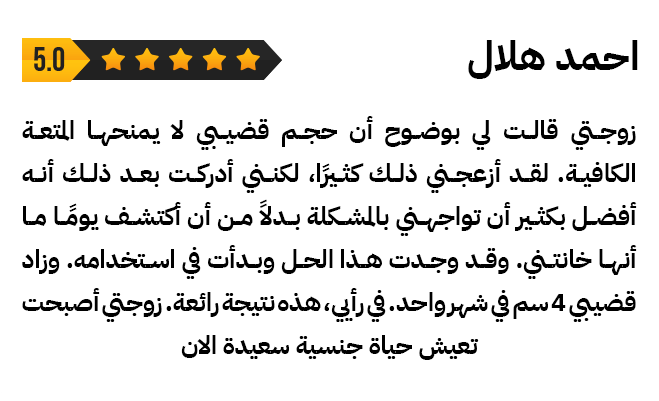 احمد هلال
5.0
زوجتي قالت لي بوضوح أن حجم قضيبي لا يمنحها المتعة
الكافية. لقد أزعجني ذلك كثيرًا، لكنني أدركت بعد ذلك أنه
أفضل بكثير أن تواجهني بالمشكلة بدلاً من أن أكتشف يومًا ما
أنها خانتني. وقد وجدت هذا الحل وبدأت في استخدامه. وزاد
قضيبي 4 سم في شهر واحد. في رأيي، هذه نتيجة رائعة. زوجتي أصبحت
تعيش حياة جنسية سعيدة الان